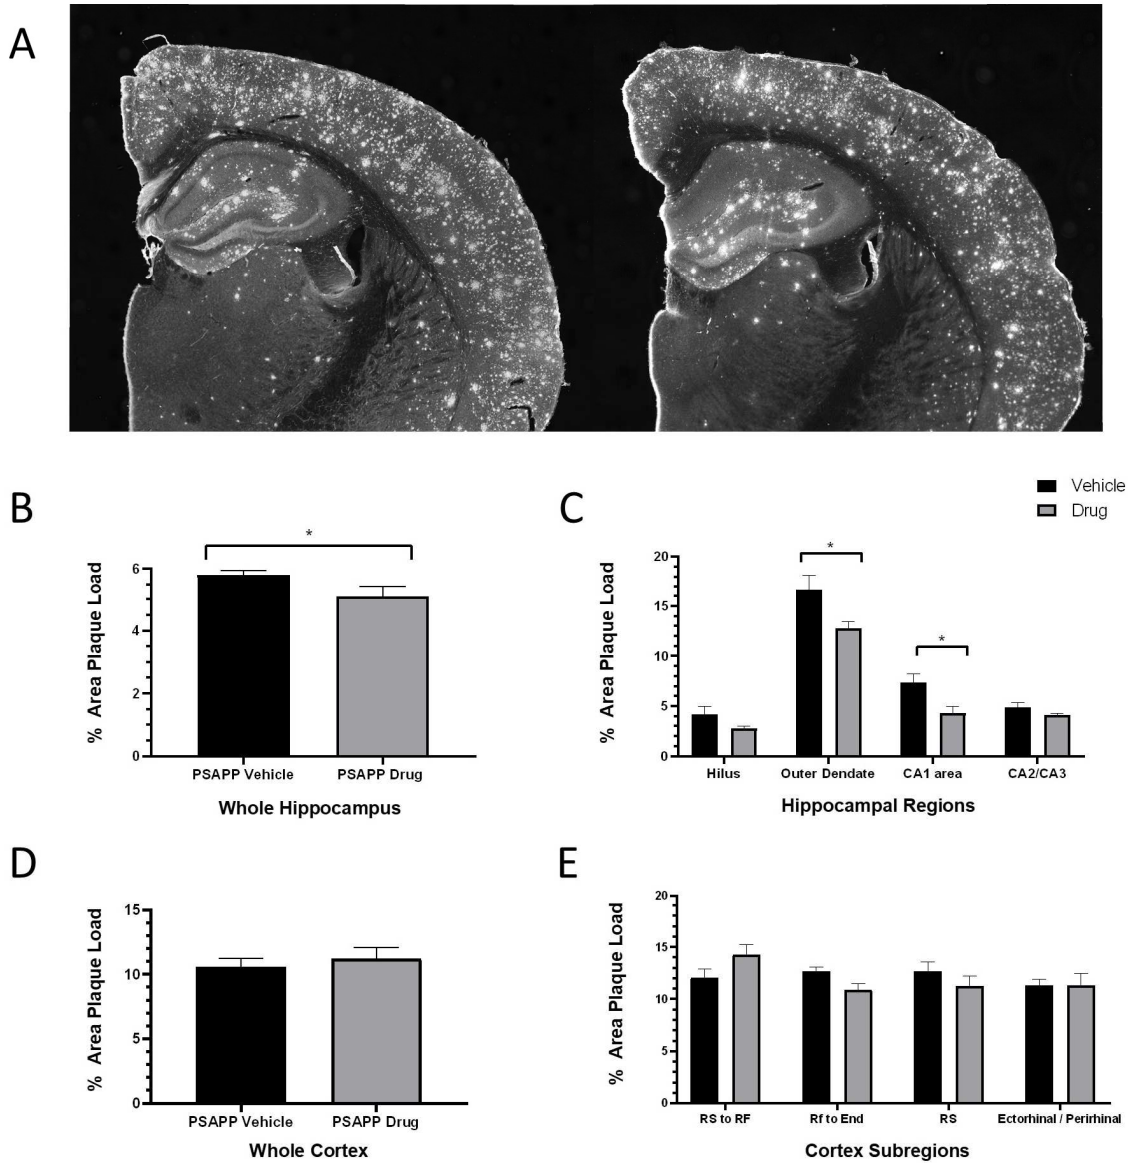 A
B
*
% Area Plaque Load
6
4
2
0
PSAPP Vehicle PSAPP Drug
Whole Hippocampus
C
Vehicle
Drug
*
*
% Area Plaque Load
20
15
10
5
0
Hilus Outer Dendate CA1 area CA2/CA3
Hippocampal Regions
D
% Area Plaque Load
15
10
5
0
PSAPP Vehicle PSAPP Drug
Whole Cortex
E
% Area Plaque Load
20
15
10
5
0
RS to RF Rf to End RS Ectorhinal / Perirhinal
Cortex Subregions